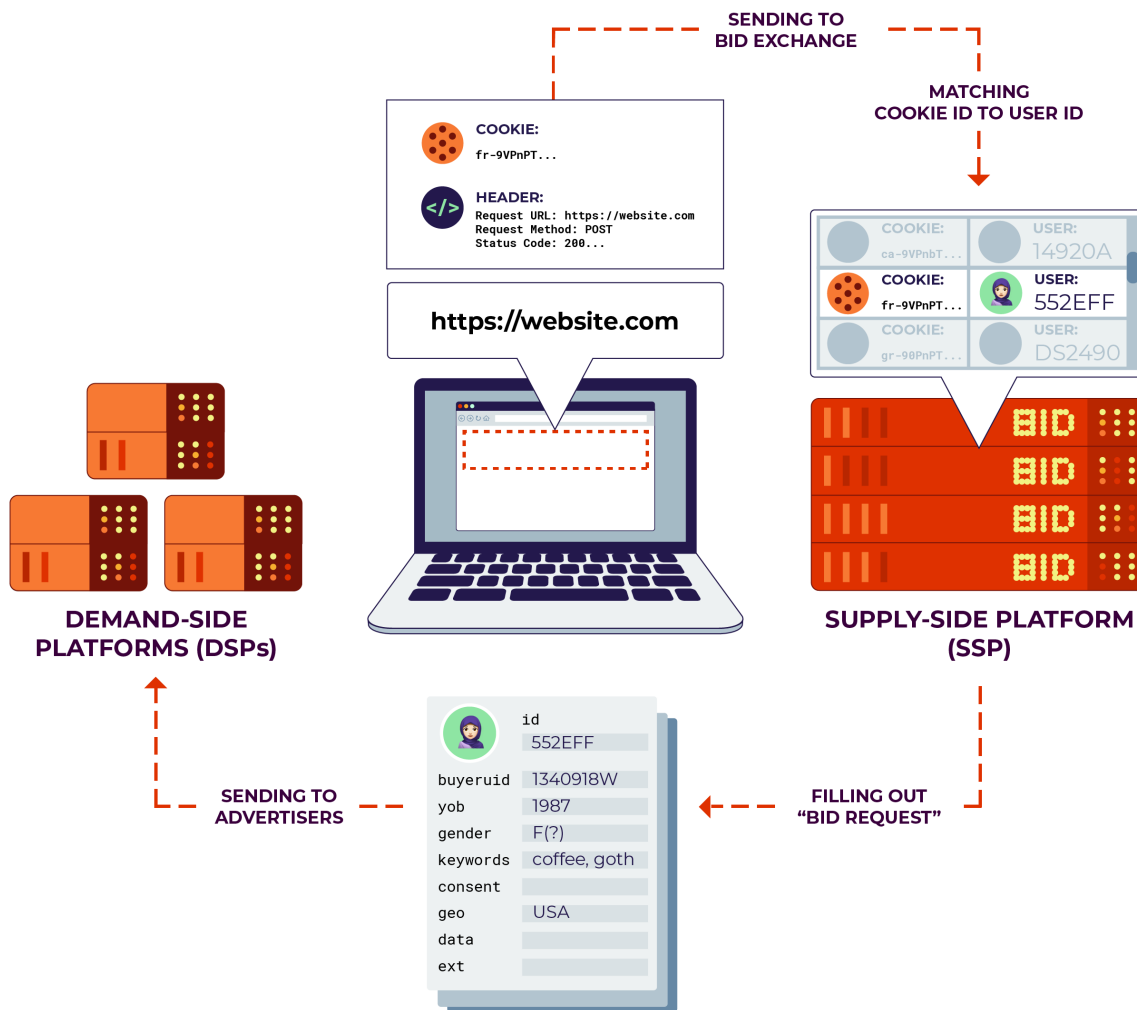 SENDING TO
BID EXCHANGE
MATCHING
COOKIE ID TO USER ID
COOKIE:
fr-9VPnPT...
</>
HEADER:
Request URL: https://website.com
Request Method: POST
Status Code: 200...
https://website.com
COOKIE:
ca-9VPnbT...
USER:
14920A
COOKIE:
fr-9VPnPT...
USER:
552EFF
COOKIE:
gr-90PnPT...
USER:
DS2490
BID
BID
BID
BID
DEMAND-SIDE
PLATFORMS (DSPs)
SUPPLY-SIDE PLATFORM
(SSP)
FILLING OUT
“BID REQUEST”
id
552EFF
buyeruid 1340918W
yob 1987
gender F(?)
keywords coffee, goth
consent
geo USA
data
ext
SENDING TO
ADVERTISERS